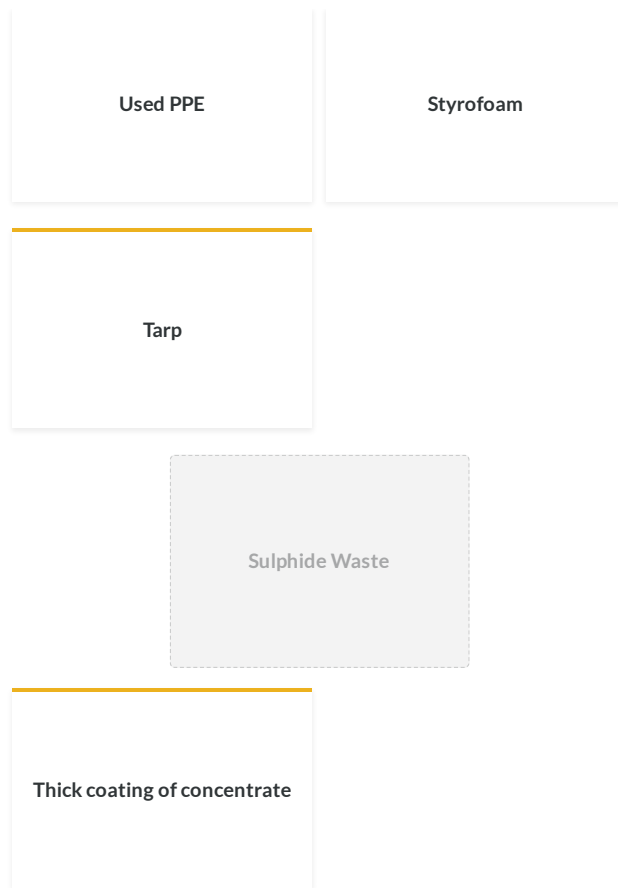 Used PPE
Styrofoam
Tarp
Sulphide Waste
Thick coating of concentrate